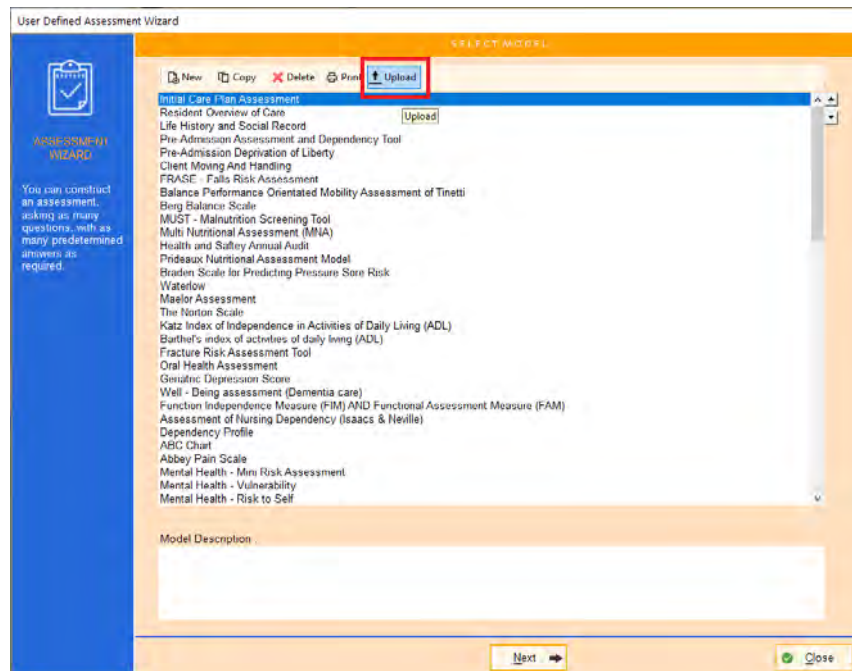 User Defined Assessment Wizard
SELECT MODEL
New Copy Delete Print Upload
Initial Care Plan Assessment
Resident Overview of Care
Upload
Life History and Social Record
Pre-Admission Assessment and Dependency Tool
Pre-Admission Deprivation of Liberty
Client Moving And Handling
FRASE - Falls Risk Assessment
Balance Performance Orientated Mobility Assessment of Tinetti
Berg Balance Scale
MUST - Malnutrition Screening Tool
Multi Nutritional Assessment (MNA)
Health and Saftey Annual Audit
Prideaux Nutritional Assessment Model
Braden Scale for Predicting Pressure Sore Risk
Waterlow
Maelor Assessment
The Norton Scale
Katz Index of Independence in Activities of Daily Living (ADL)
Barthel's index of activities of daily living (ADL)
Fracture Risk Assessment Tool
Oral Health Assessment
Geriatric Depression Score
Well - Being assessment (Dementia care)
Function Independence Measure (FIM) AND Functional Assessment Measure (FAM)
Assessment of Nursing Dependency (Isaacs & Neville)
Dependency Profile
ABC Chart
Abbey Pain Scale
Mental Health - Mini Risk Assessment
Mental Health - Vulnerability
Mental Health - Risk to Self
ASSESSMENT
WIZARD
You can construct
an assessment,
asking as many
questions, with as
many predetermined
answers as
required.
Model Description
Next
Close